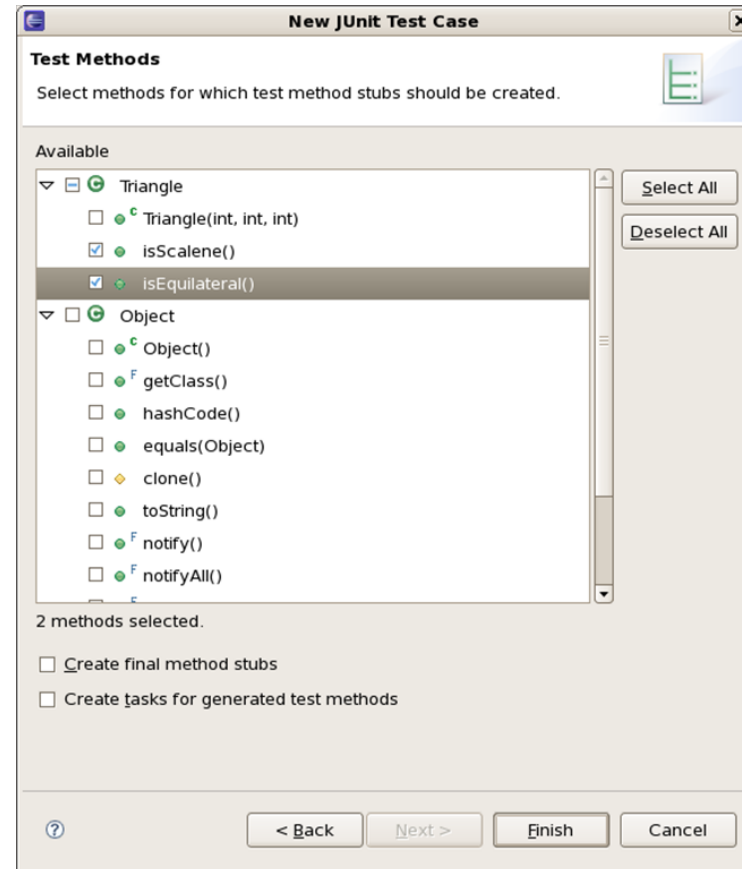 New JUnit Test Case
Test Methods
Select methods for which test method stubs should be created.
Available
Triangle
C Triangle(int, int, int)
isScalene()
isEquilateral()
Object
C Object()
F getClass()
hashCode()
equals(Object)
clone()
toString()
F notify()
F notifyAll()
F
Select All
Deselect All
2 methods selected.
Create final method stubs
Create tasks for generated test methods
< Back
Next >
Finish
Cancel